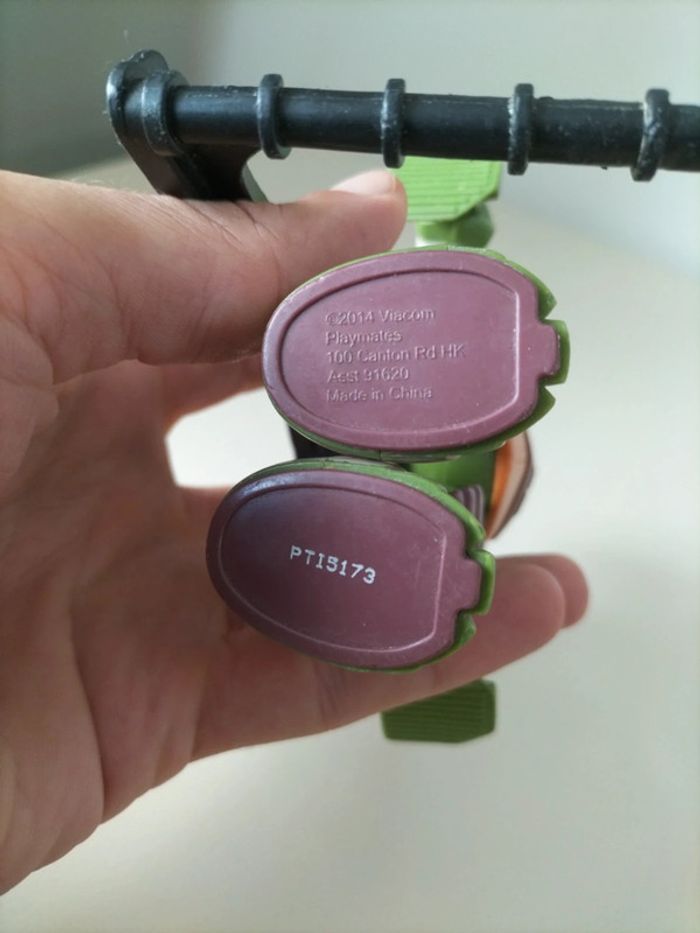 ©2014 Viacom
Playmates
100 Canton Rd HK
Asst 91620
Made in China
PTI5173